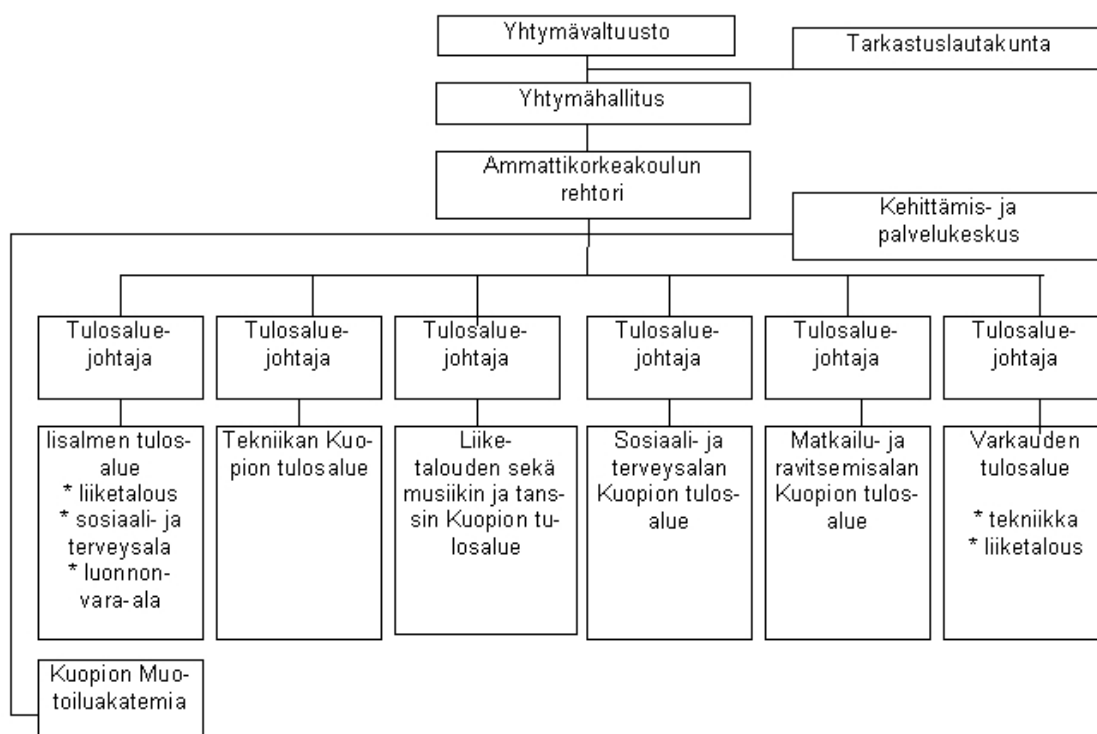 Yhtymävaltuusto
Tarkastuslautakunta
Yhtymähallitus
Ammattikorkeakoulun
rehtori
Kehittämis- ja
palvelukeskus
Tulosalue-
johtaja
Tulosalue-
johtaja
Tulosalue-
johtaja
Tulosalue-
johtaja
Tulosalue-
johtaja
Tulosalue-
johtaja
Iisalmen tulos-
alue
* liiketalous
* sosiaali- ja
terveysala
* luonnon-
vara-ala
Tekniikan Kuo-
pion tulosalue
Liike-
talouden sekä
musiikin ja tans-
sin Kuopion tu-
losalue
Sosiaali- ja
terveysalan
Kuopion tulos-
alue
Matkailu- ja
ravitsemisalan
Kuopion tulos-
alue
Varkauden
tulosalue
* tekniikka
* liiketalous
Kuopion Muo-
toiluakatemia